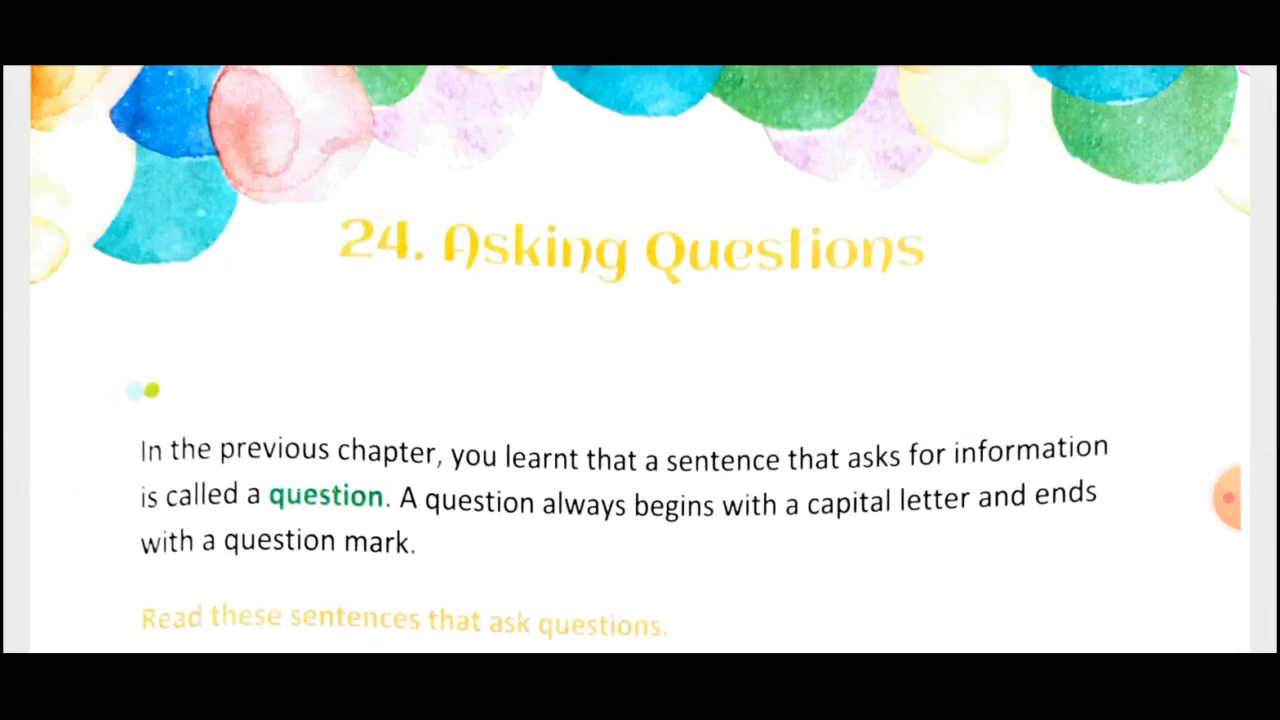 24. Asking Questions
In the previous chapter, you learnt that a sentence that asks for information
is called a question. A question always begins with a capital letter and ends
with a question mark.
Read these sentences that ask questions.